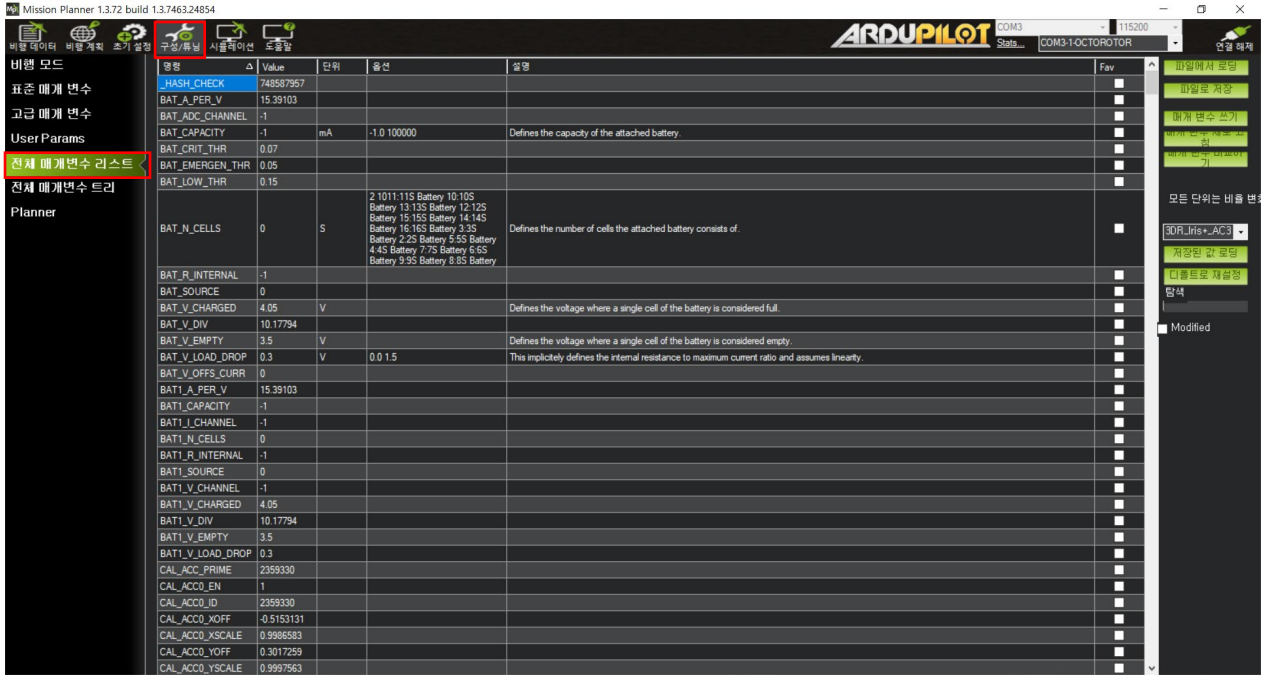 Mission Planner 1.3.72 build 1.3.7463.24854
비행 데이터 비행 계획 초기 설정 구성/튜닝 시뮬레이션 도움말
ARDUPILOT
COM3 115200
Stats... COM3-1-OCTOROTOR
연결 해제
비행 모드
표준 매개 변수
고급 매개 변수
User Params
전체 매개변수 리스트
전체 매개변수 트리
Planner
명령 Value 단위 옵션 설명 Fav
_HASH_CHECK 748587957
BAT_A_PER_V 15.39103
BAT_ADC_CHANNEL -1
BAT_CAPACITY -1 mA -1.0 100000 Defines the capacity of the attached battery.
BAT_CRIT_THR 0.07
BAT_EMERGEN_THR 0.05
BAT_LOW_THR 0.15
2 1011:11S Battery 10:10S
Battery 13:13S Battery 12:12S
Battery 15:15S Battery 14:14S
BAT_N_CELLS 0 S Battery 16:16S Battery 3:3S Defines the number of cells the attached battery consists of.
Battery 2:2S Battery 5:5S Battery
4:4S Battery 7:7S Battery 6:6S
Battery 9:9S Battery 8:8S Battery
BAT_R_INTERNAL -1
BAT_SOURCE 0
BAT_V_CHARGED 4.05 V Defines the voltage where a single cell of the battery is considered full.
BAT_V_DIV 10.17794
BAT_V_EMPTY 3.5 V Defines the voltage where a single cell of the battery is considered empty.
BAT_V_LOAD_DROP 0.3 V 0.0 1.5 This implicitely defines the internal resistance to maximum current ratio and assumes linearity.
BAT_V_OFFS_CURR 0
BAT1_A_PER_V 15.39103
BAT1_CAPACITY -1
BAT1_I_CHANNEL -1
BAT1_N_CELLS 0
BAT1_R_INTERNAL -1
BAT1_SOURCE 0
BAT1_V_CHANNEL -1
BAT1_V_CHARGED 4.05
BAT1_V_DIV 10.17794
BAT1_V_EMPTY 3.5
BAT1_V_LOAD_DROP 0.3
CAL_ACC_PRIME 2359330
CAL_ACC0_EN 1
CAL_ACC0_ID 2359330
CAL_ACC0_XOFF -0.5153131
CAL_ACC0_XSCALE 0.9986583
CAL_ACC0_YOFF 0.3017259
CAL_ACC0_YSCALE 0.9997563
파일에서 로딩
파일로 저장
매개 변수 쓰기
모든 단위는 비율 변
3DR_Iris+_AC3
저장된 값 로딩
디폴트로 재설정
탐색
Modified